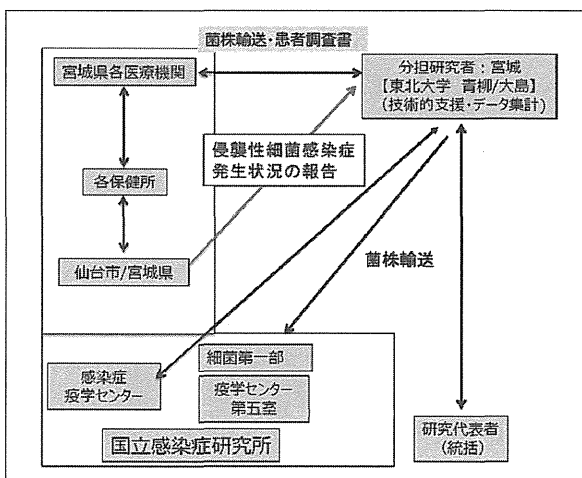 菌株輸送・患者調査書
宮城県各医療機関
分担研究者：宮城
【東北大学 青柳/大島】
(技術的支援・データ集計)
侵襲性細菌感染症
発生状況の報告
各保健所
仙台市/宮城県
菌株輸送
感染症
疫学センター
細菌第一部
疫学センター
第五室
国立感染症研究所
研究代表者
(統括)